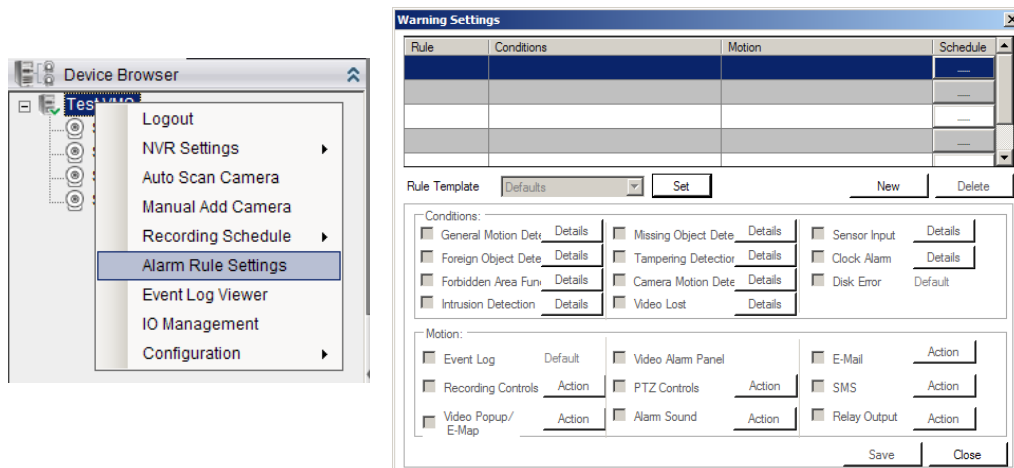 Device Browser
Test VMS
Logout
NVR Settings
Auto Scan Camera
Manual Add Camera
Recording Schedule
Alarm Rule Settings
Event Log Viewer
IO Management
Configuration
Warning Settings
Rule Conditions Motion Schedule
Rule Template Defaults Set New Delete
Conditions:
General Motion Dete Details Missing Object Dete Details Sensor Input Details
Foreign Object Dete Details Tampering Detection Details Clock Alarm Details
Forbidden Area Fun Details Camera Motion Dete Details Disk Error Default
Intrusion Detection Details Video Lost Details
Motion:
Event Log Default Video Alarm Panel E-Mail Action
Recording Controls Action PTZ Controls Action SMS Action
Video Popup/ Action Alarm Sound Action Relay Output Action
E-Map
Save Close